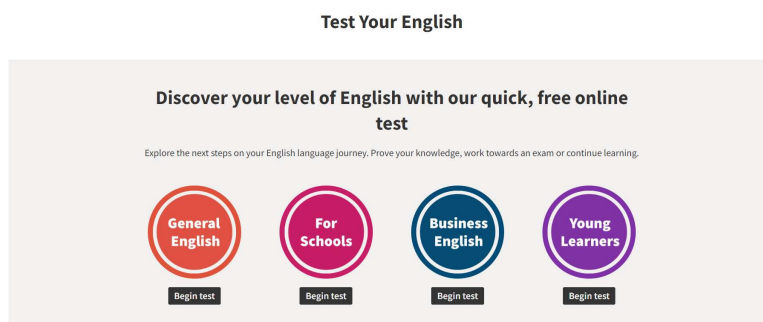 Test Your English
Discover your level of English with our quick, free online
test
Explore the next steps on your English language journey. Prove your knowledge, work towards an exam or continue learning.
General
English
For
Schools
Business
English
Young
Learners
Begin test
Begin test
Begin test
Begin test